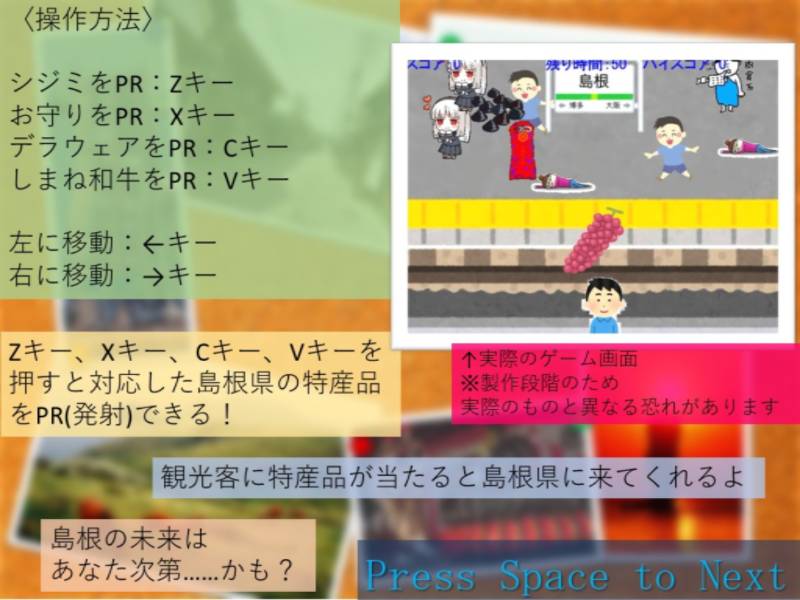 〈操作方法〉
シジミをPR：Zキー
お守りをPR：Xキー
デラウェアをPR：Cキー
しまね和牛をPR：Vキー
左に移動：←キー
右に移動：→キー
スコア:0
残り時間:50
ハイスコア:0
島根
← 博多
大阪 →
Zキー、Xキー、Cキー、Vキーを
押すと対応した島根県の特産品
をPR(発射)できる！
↑実際のゲーム画面
※製作段階のため
実際のものと異なる恐れがあります
観光客に特産品が当たると島根県に来てくれるよ
島根の未来は
あなた次第……かも？
Press Space to Next